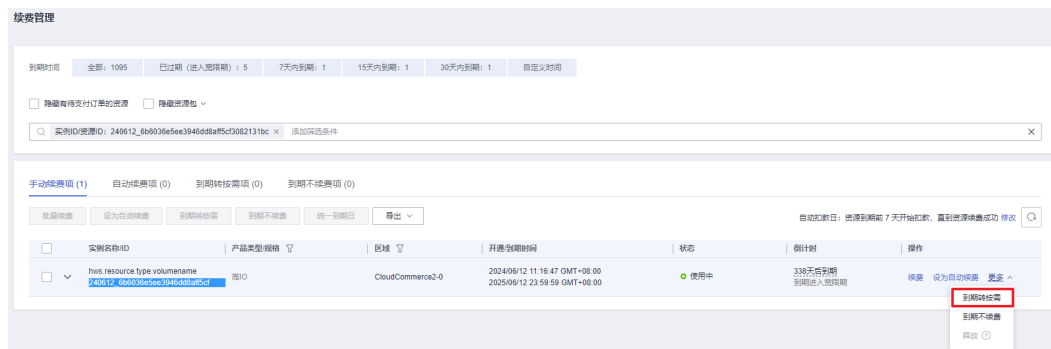 续费管理
到期时间 全部：1095 已过期（进入宽限期）：5 7天内到期：1 15天内到期：1 30天内到期：1 自定义时间
隐藏有待支付订单的资源 隐藏资源包
实例ID/资源ID：240612_6b6036e5ee3946dd8aff5cf3082131bc × 添加筛选条件 ×
手动续费项 (1) 自动续费项 (0) 到期转按需项 (0) 到期不续费项 (0)
批量续费 设为自动续费 到期转按需 到期不续费 统一到期日 导出 自动扣款日：资源到期前 7 天开始扣款，直到资源续费成功 修改
实例名称/ID 产品类型/规格 区域 开通/到期时间 状态 倒计时 操作
hws.resource.type.volumename 高IO CloudCommerce2-0 2024/06/12 11:16:47 GMT+08:00 使用中 338天后到期 续费 设为自动续费 更多
240612_6b6036e5ee3946dd8aff5cf... 2025/06/12 23:59:59 GMT+08:00 到期进入宽限期
到期转按需
到期不续费
释放 ?